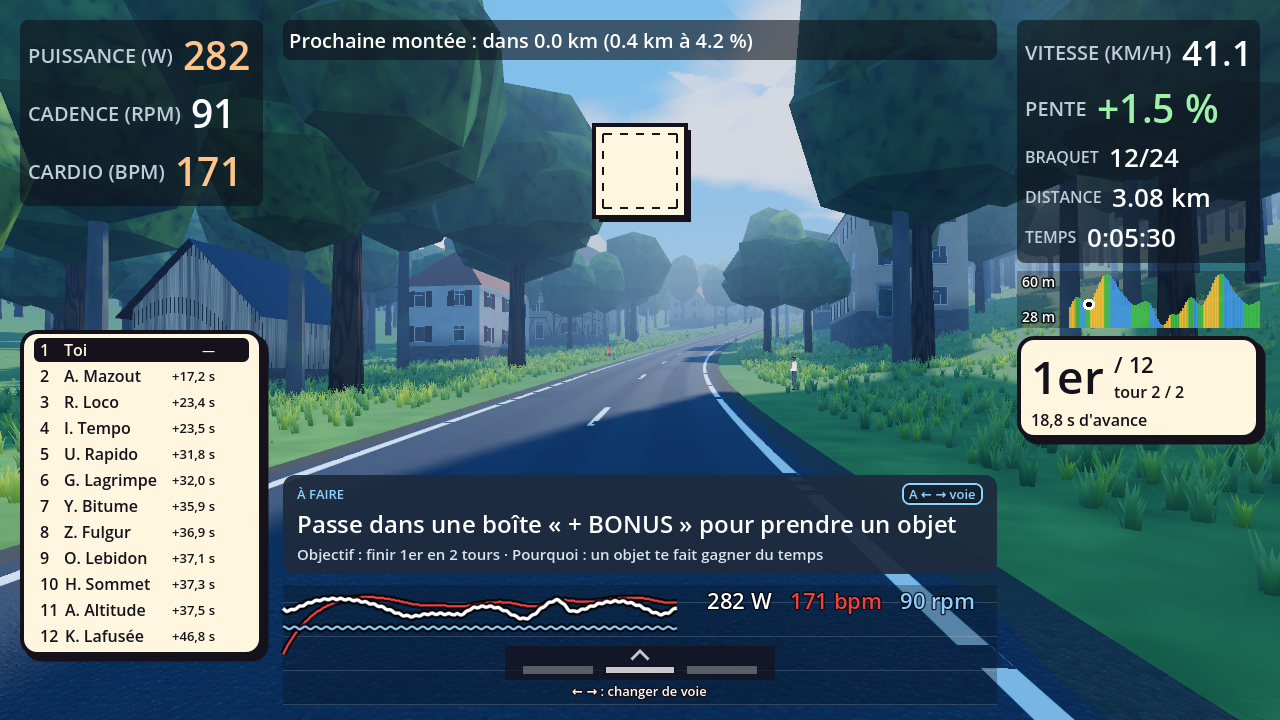 PUISSANCE (W) 282
CADENCE (RPM) 91
CARDIO (BPM) 171
Prochaine montée : dans 0.0 km (0.4 km à 4.2 %)
VITESSE (KM/H) 41.1
PENTE +1.5 %
BRAQUET 12/24
DISTANCE 3.08 km
TEMPS 0:05:30
60 m
28 m
1er / 12
tour 2 / 2
18,8 s d'avance
1 Toi —
2 A. Mazout +17,2 s
3 R. Loco +23,4 s
4 I. Tempo +23,5 s
5 U. Rapido +31,8 s
6 G. Lagrimpe +32,0 s
7 Y. Bitume +35,9 s
8 Z. Fulgur +36,9 s
9 O. Lebidon +37,1 s
10 H. Sommet +37,3 s
11 A. Altitude +37,5 s
12 K. Lafusée +46,8 s
À FAIRE
A ← → voie
Passe dans une boîte « + BONUS » pour prendre un objet
Objectif : finir 1er en 2 tours · Pourquoi : un objet te fait gagner du temps
282 W 171 bpm 90 rpm
← → : changer de voie